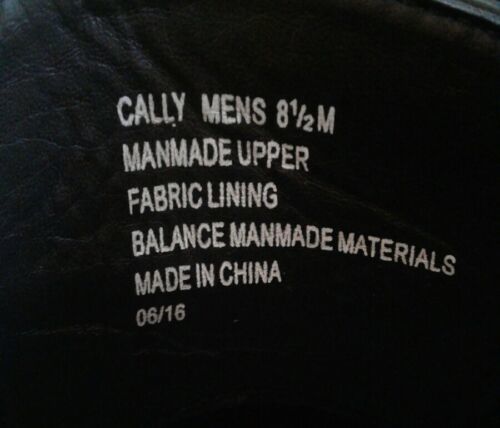 CALLY MENS 8½M
MANMADE UPPER
FABRIC LINING
BALANCE MANMADE MATERIALS
MADE IN CHINA
06/16